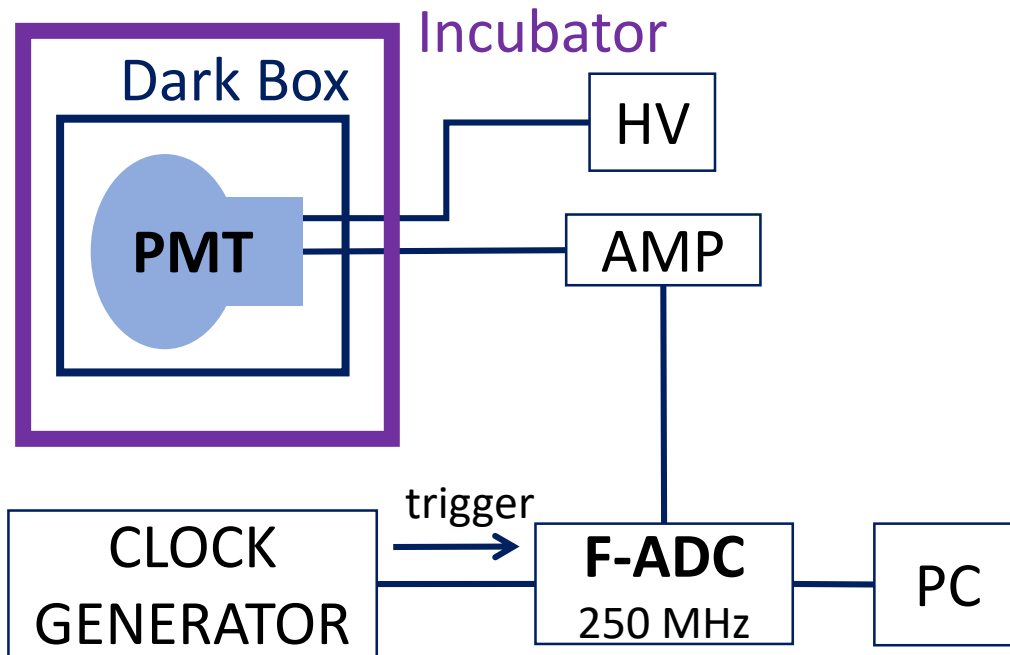 Incubator
Dark Box
HV
PMT
AMP
trigger
CLOCK
GENERATOR
F-ADC
250 MHz
PC